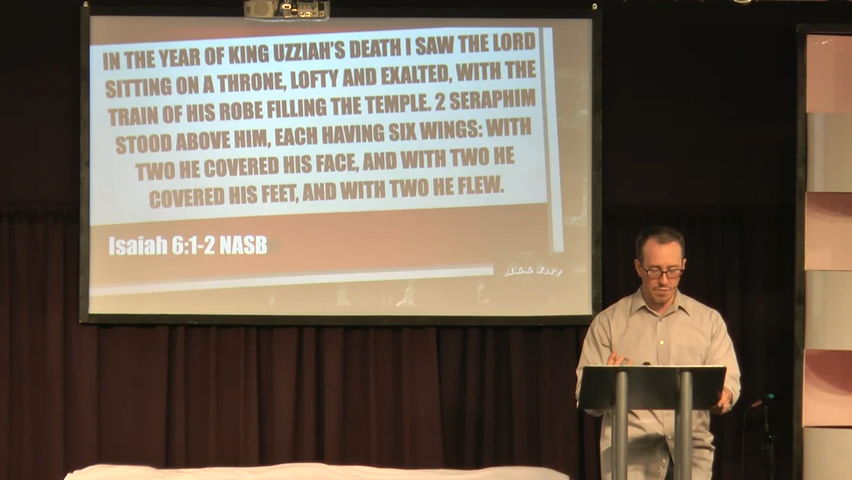 IN THE YEAR OF KING UZZIAH'S DEATH I SAW THE LORD
SITTING ON A THRONE, LOFTY AND EXALTED, WITH THE
TRAIN OF HIS ROBE FILLING THE TEMPLE. 2 SERAPHIM
STOOD ABOVE HIM, EACH HAVING SIX WINGS: WITH
TWO HE COVERED HIS FACE, AND WITH TWO HE
COVERED HIS FEET, AND WITH TWO HE FLEW.
Isaiah 6:1-2 NASB